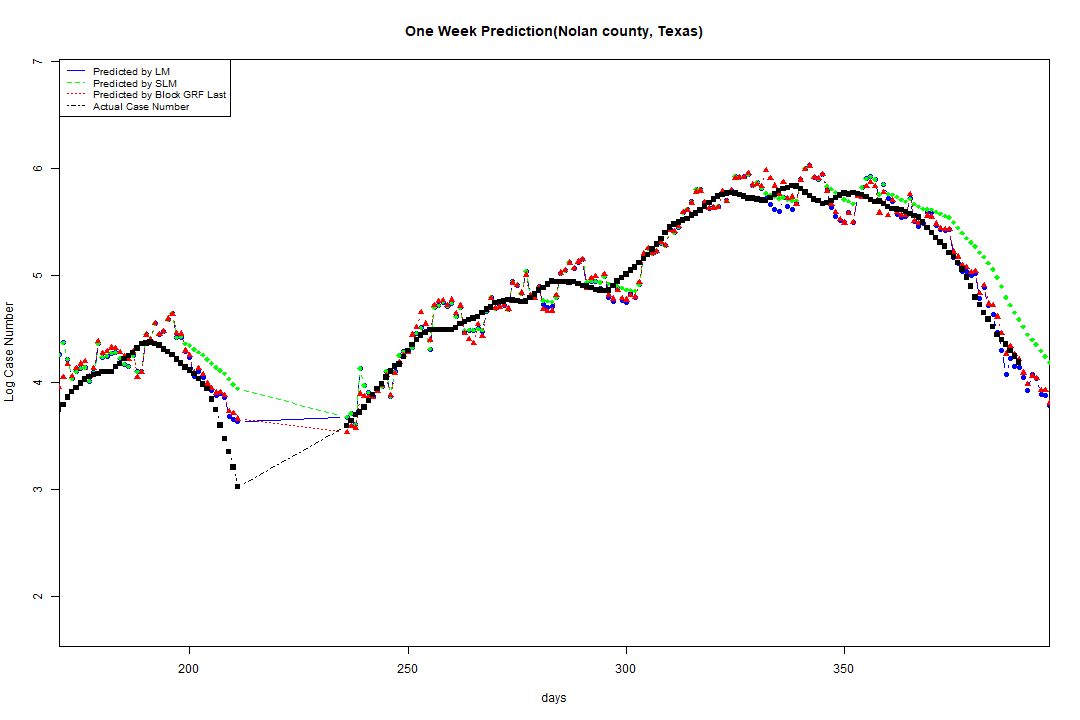 One Week Prediction(Nolan county, Texas)
Predicted by LM
Predicted by SLM
Predicted by Block GRF Last
Actual Case Number
7
6
5
4
3
2
Log Case Number
200
250
300
350
days